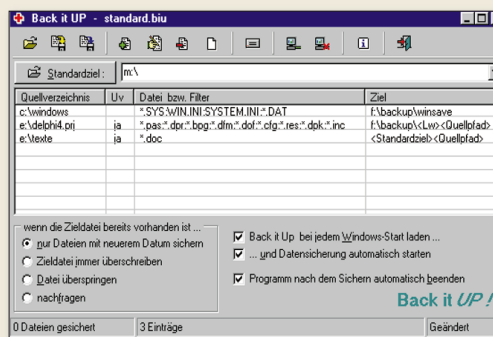 Back it UP - standard.biu
Standardziel :
m:\
Quellverzeichnis Uv Datei bzw. Filter Ziel
c:\windows *.SYS;WIN.INI;SYSTEM.INI;*.DAT f:\backup\winsave
e:\delphi4.prj ja *.pas;*.dpr;*.bpg;*.dfm;*.dof;*.cfg;*.res;*.dpk;*.inc f:\backup\<Lw><Quellpfad>
e:\texte ja *.doc <Standardziel><Quellpfad>
wenn die Zieldatei bereits vorhanden ist ...
nur Dateien mit neuerem Datum sichern
Zieldatei immer überschreiben
Datei überspringen
nachfragen
Back it Up bei jedem Windows-Start laden ...
... und Datensicherung automatisch starten
Programm nach dem Sichern automatisch beenden
Back it UP !
0 Dateien gesichert 3 Einträge Geändert